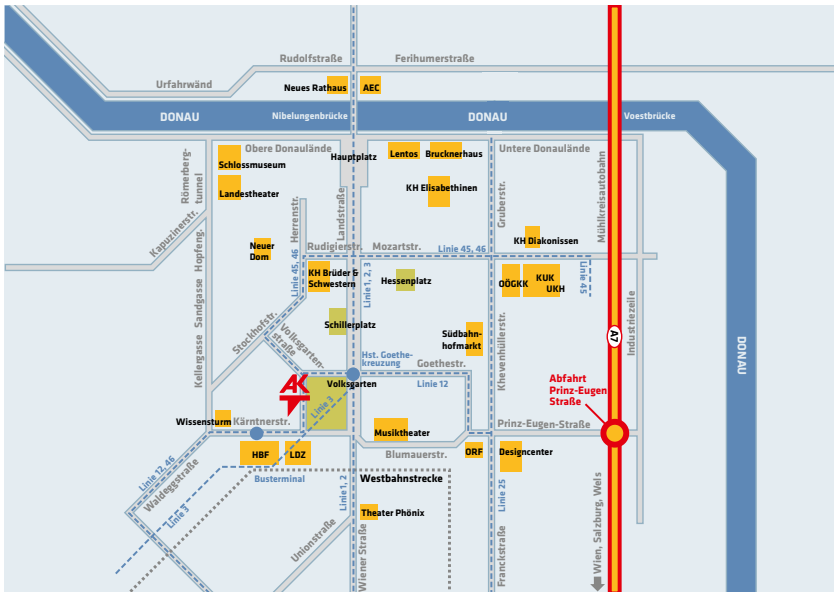 Rudolfstraße
Ferihumerstraße
Urfahrwänd
Neues Rathaus
AEC
DONAU
Nibelungenbrücke
DONAU
Voestbrücke
Obere Donaulände
Hauptplatz
Lentos
Brucknerhaus
Untere Donaulände
Schlossmuseum
Römerberg-
tunnel
Landestheater
KH Elisabethinen
Gruberstr.
Mühlkreisautobahn
Kapuzinerstr.
Hopfeng.
Herrenstr.
Landstraße
Neuer
Dom
Rudigierstr.
Mozartstr.
Linie 45, 46
KH Diakonissen
Linie 45, 46
KH Brüder &
Schwestern
Linie 1, 2, 3
Hessenplatz
OÖGKK
KUK
UKH
Linie 45
Sandgasse
Kellergasse
Stockhofstr.
Volksgarten-
straße
Schillerplatz
Südbahn-
hofmarkt
Khevenhüllerstr.
A7
Industriezeile
DONAU
Hst. Goethe-
kreuzung
Goethestr.
Linie 12
AK
Volksgarten
Linie 3
Abfahrt
Prinz-Eugen
Straße
Wissensturm
Kärntnerstr.
Musiktheater
Prinz-Eugen-Straße
HBF
LDZ
Blumauerstr.
ORF
Designcenter
Linie 12, 46
Waldeggstraße
Linie 3
Busterminal
Linie 1, 2
Westbahnstrecke
Linie 25
Theater Phönix
Unionstraße
Wiener Straße
Franckstraße
Wien, Salzburg, Wels